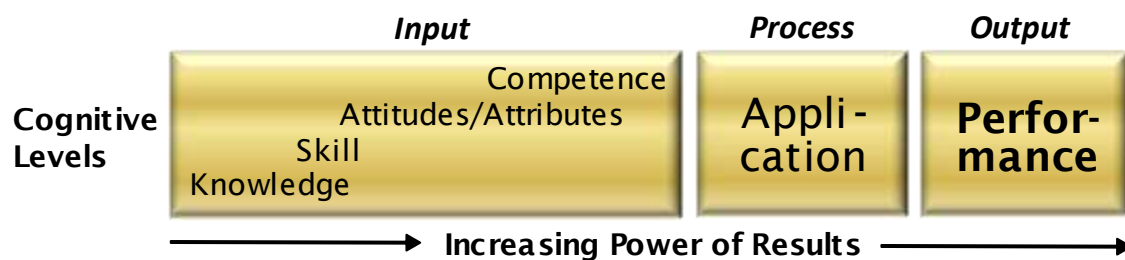 Input
Process
Output
Cognitive
Levels
Competence
Attitudes/Attributes
Skill
Knowledge
Appli-
cation
Perfor-
mance
Increasing Power of Results